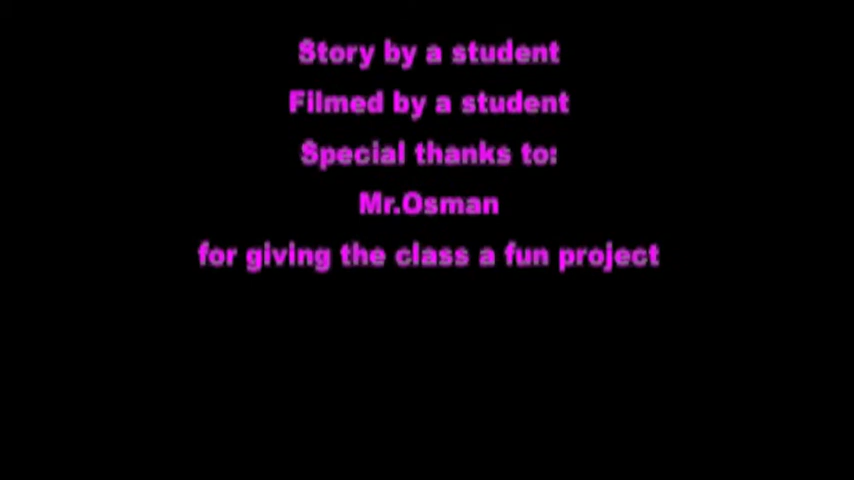 Story by a student
Filmed by a student
Special thanks to:
Mr.Osman
for giving the class a fun project